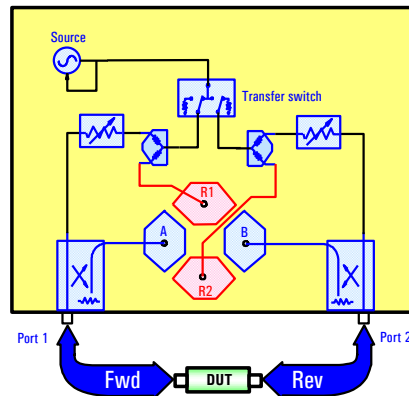 Source
Transfer switch
R1
A
B
R2
Port 1
Port 2
Fwd
DUT
Rev